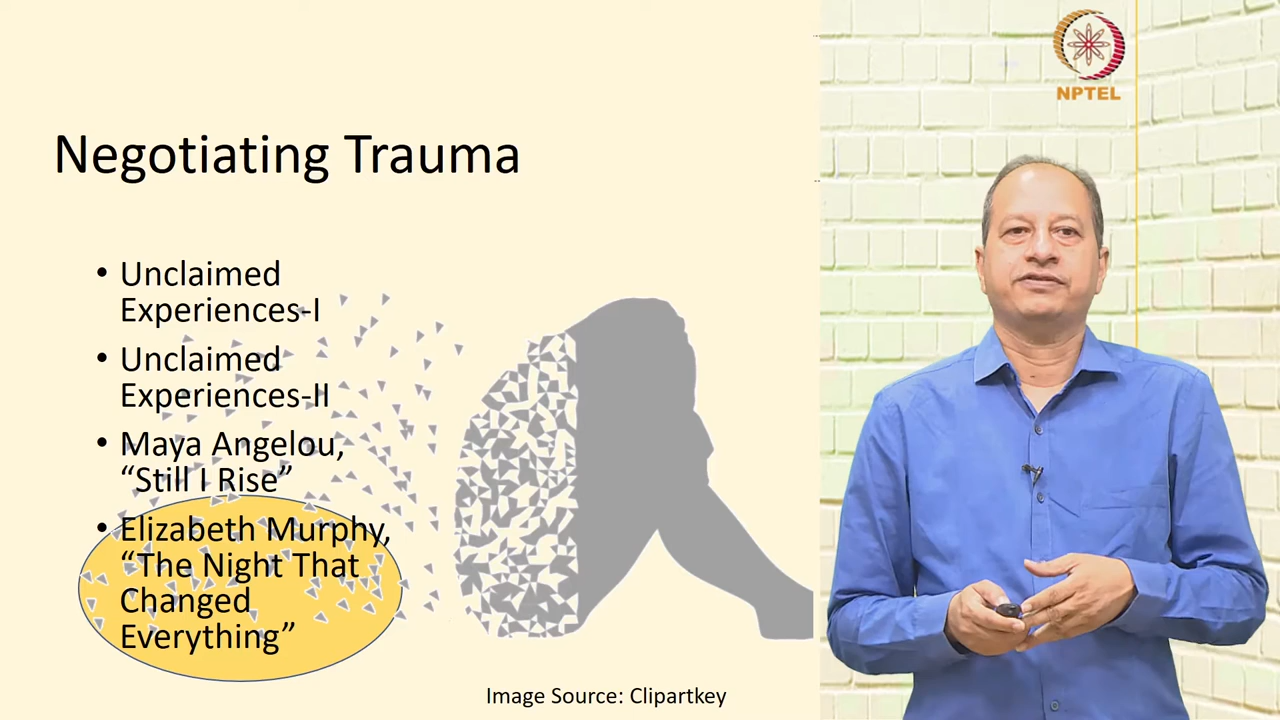 NPTEL
Negotiating Trauma
• Unclaimed
Experiences-I
• Unclaimed
Experiences-II
• Maya Angelou,
“Still I Rise”
• Elizabeth Murphy,
“The Night That
Changed
Everything”
Image Source: Clipartkey